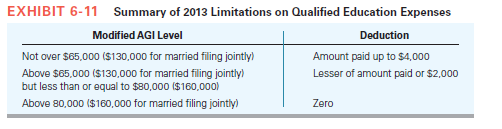 EXHIBIT 6-11 Summary of 2013 Limitations on Qualified Education Expenses
Modified AGI Level Deduction
Not over $65,000 ($130,000 for married filing jointly) Amount paid up to $4,000
Above $65,000 ($130,000 for married filing jointly) Lesser of amount paid or $2,000
but less than or equal to $80,000 ($160,000)
Above 80,000 ($160,000 for married filing jointly) Zero